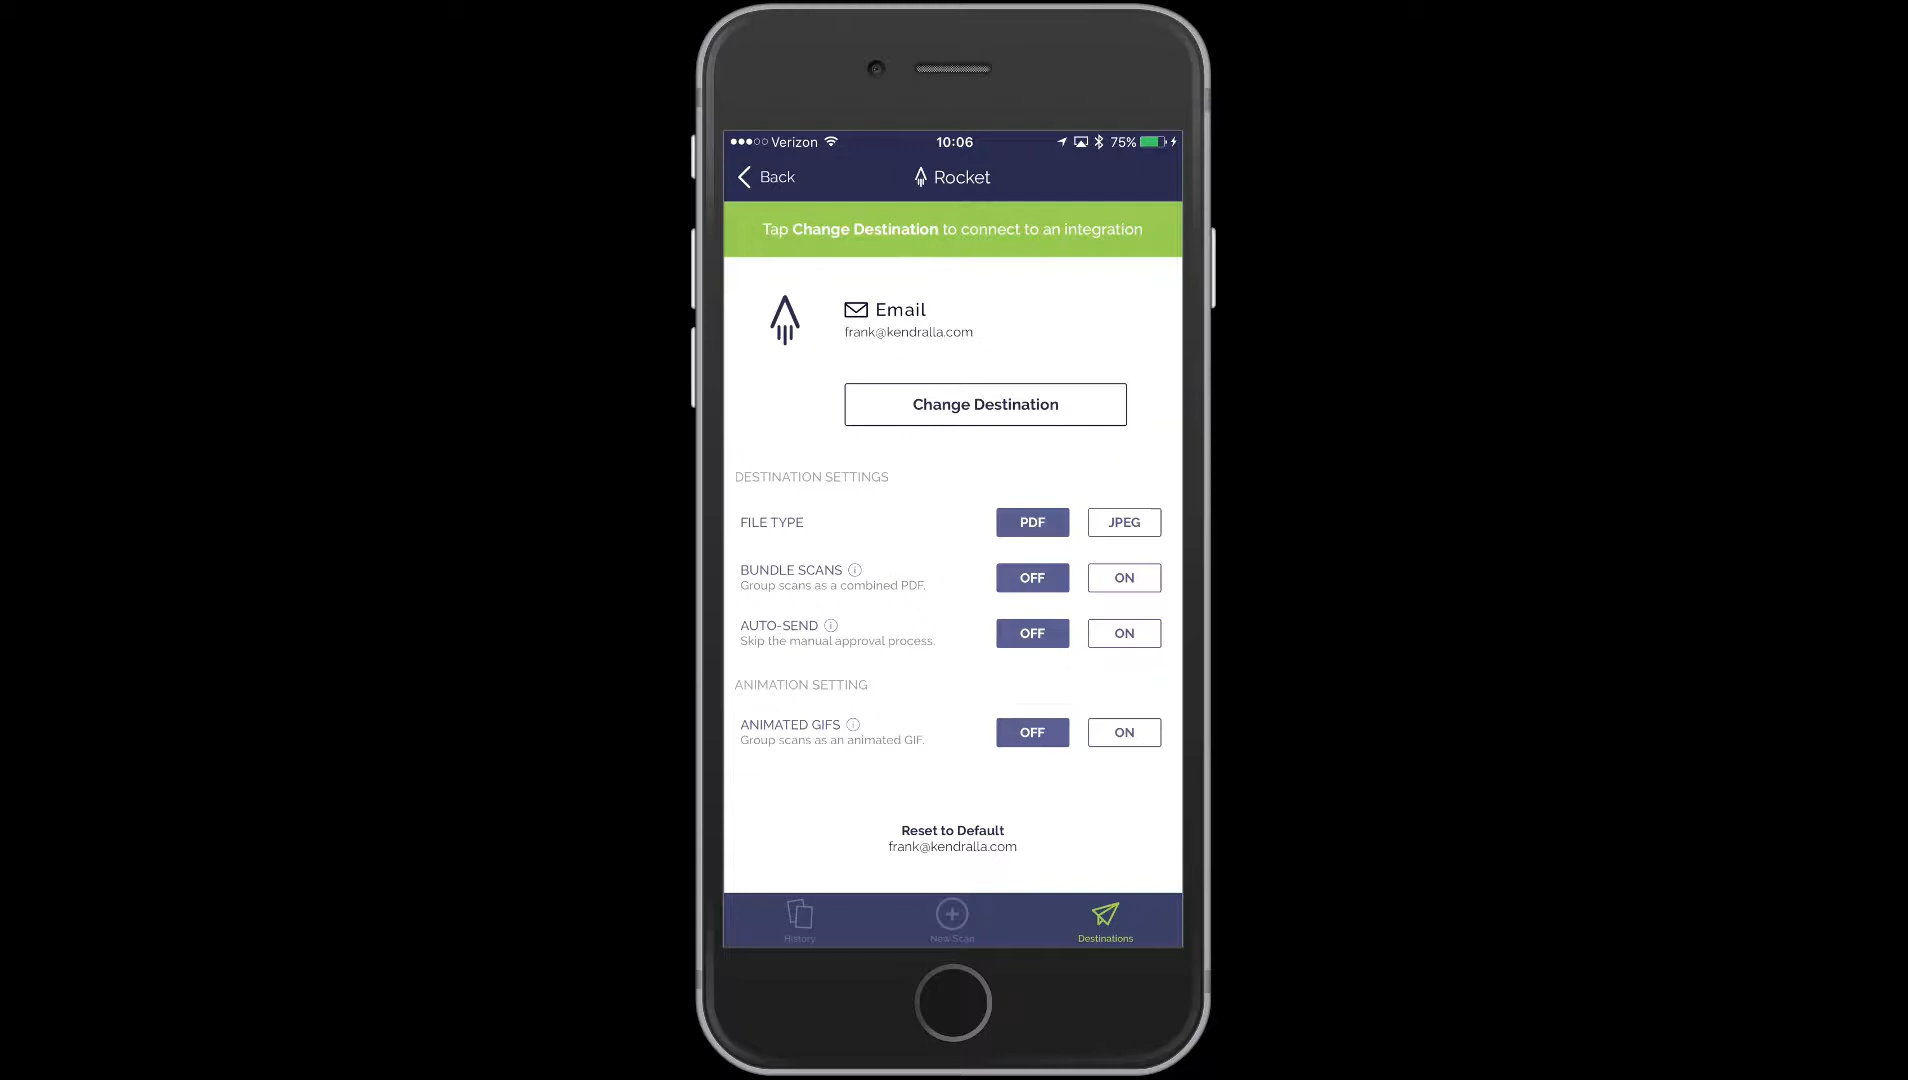 Verizon 10:06 75%
Back Rocket
Tap Change Destination to connect to an integration
Email
frank@kendralla.com
Change Destination
DESTINATION SETTINGS
FILE TYPE PDF JPEG
BUNDLE SCANS OFF ON
Group scans as a combined PDF.
AUTO-SEND OFF ON
Skip the manual approval process.
ANIMATION SETTING
ANIMATED GIFS OFF ON
Group scans as an animated GIF.
Reset to Default
frank@kendralla.com
History New Scan Destinations